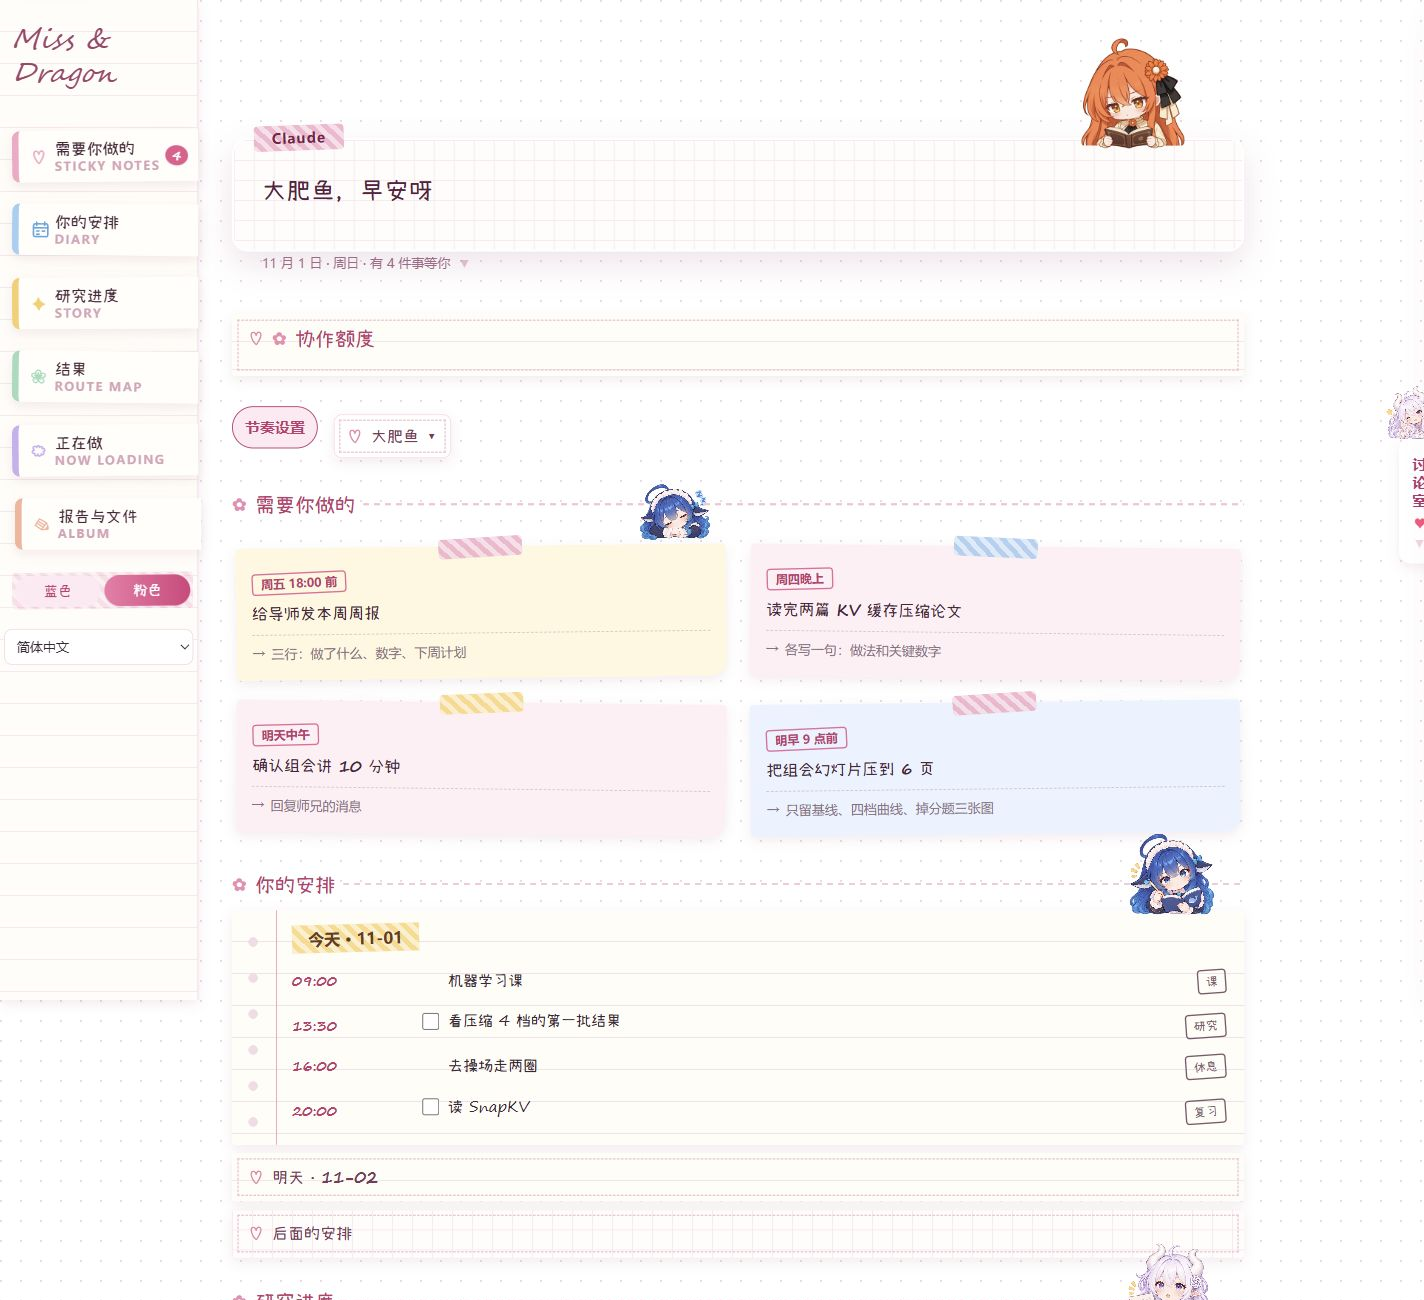 Miss &
Dragon
需要你做的
STICKY NOTES
4
你的安排
DIARY
研究进度
STORY
结果
ROUTE MAP
正在做
NOW LOADING
报告与文件
ALBUM
蓝色
粉色
简体中文
Claude
大肥鱼，早安呀
11 月 1 日 · 周日 · 有 4 件事等你 ▼
协作额度
节奏设置
大肥鱼 ▼
需要你做的
周五 18:00 前
给导师发本周周报
→ 三行：做了什么、数字、下周计划
周四晚上
读完两篇 KV 缓存压缩论文
→ 各写一句：做法和关键数字
明天中午
确认组会讲 10 分钟
→ 回复师兄的消息
明早 9 点前
把组会幻灯片压到 6 页
→ 只留基线、四档曲线、掉分题三张图
你的安排
今天 • 11-01
09:00 机器学习课 课
13:30 看压缩 4 档的第一批结果 研究
16:00 去操场走两圈 休息
20:00 读 SnapKV 复习
明天 · 11-02
后面的安排
研究进度
讨
论
室